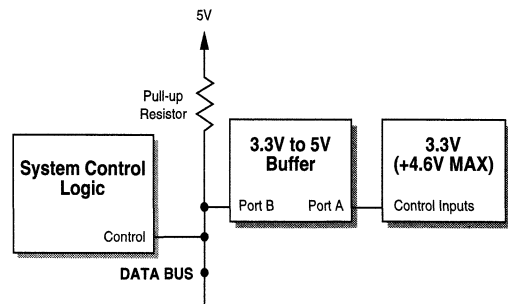 5V
Pull-up
Resistor
System Control
Logic
Control
3.3V to 5V
Buffer
Port B
Port A
3.3V
(+4.6V MAX)
Control Inputs
DATA BUS